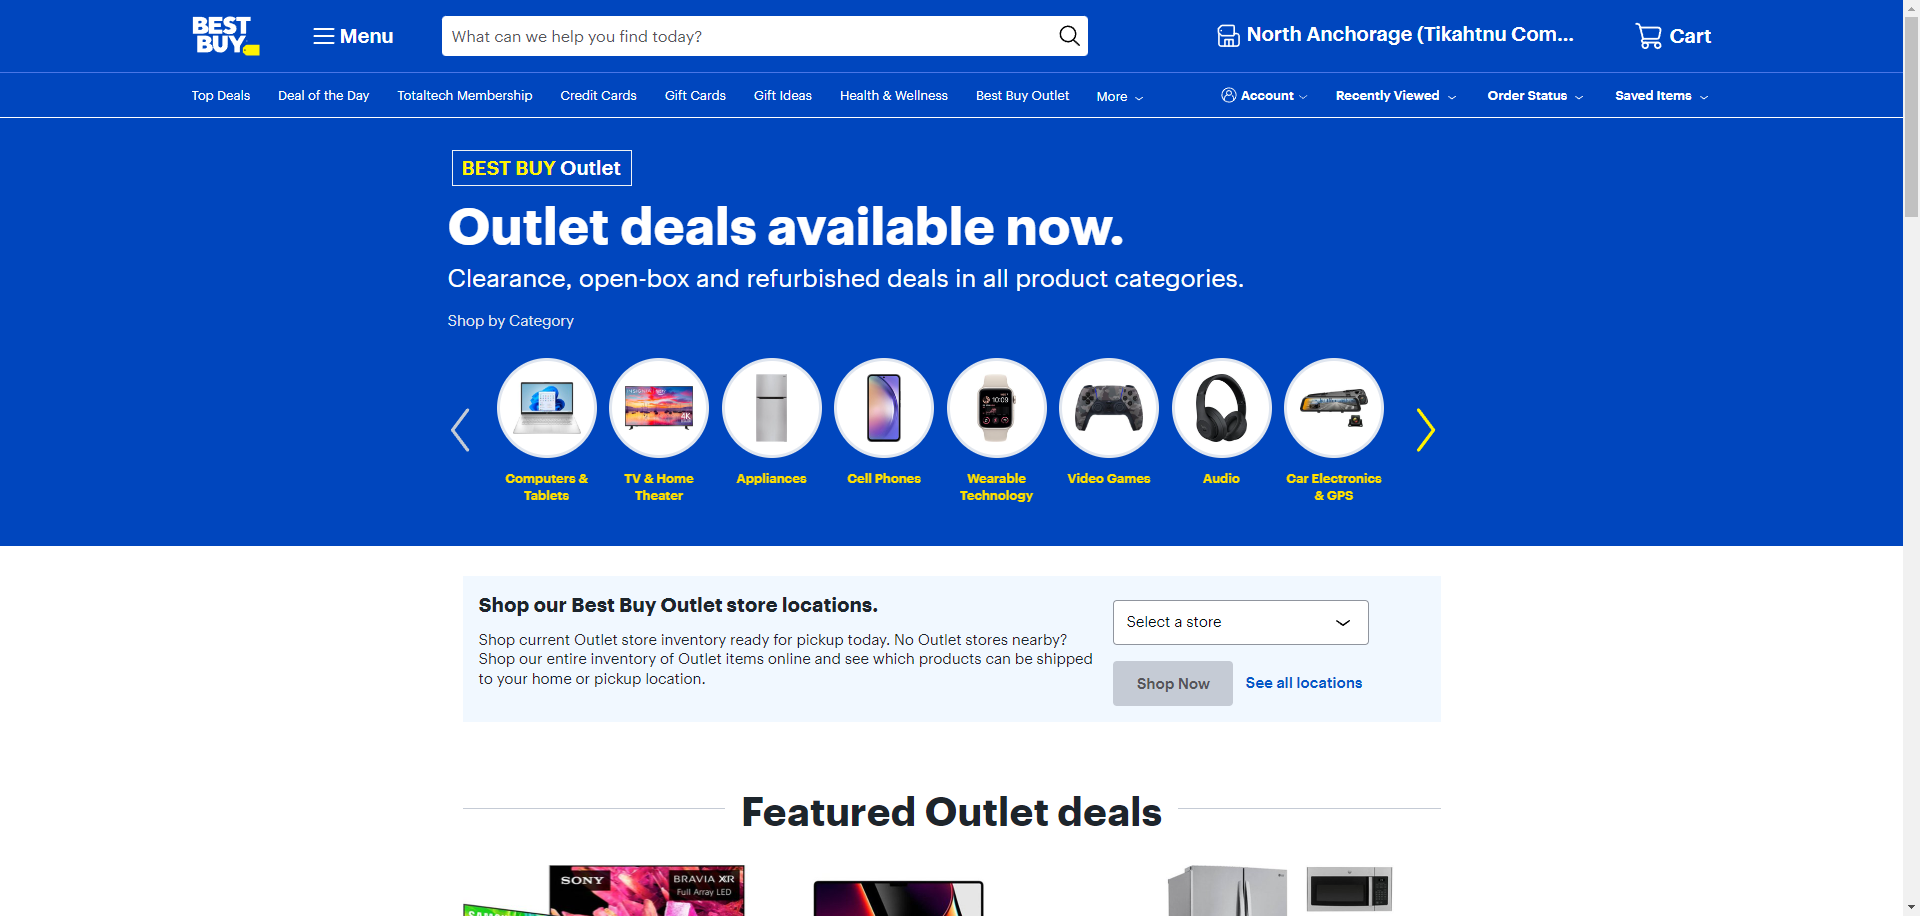 BEST
BUY
Menu
What can we help you find today?
North Anchorage (Tikahtnu Com...
Cart
Top Deals
Deal of the Day
Totaltech Membership
Credit Cards
Gift Cards
Gift Ideas
Health & Wellness
Best Buy Outlet
More
Account
Recently Viewed
Order Status
Saved Items
BEST BUY Outlet
Outlet deals available now.
Clearance, open-box and refurbished deals in all product categories.
Shop by Category
INSIGNIA
4K
10:09
Computers &
Tablets
TV & Home
Theater
Appliances
Cell Phones
Wearable
Technology
Video Games
Audio
Car Electronics
& GPS
Shop our Best Buy Outlet store locations.
Shop current Outlet store inventory ready for pickup today. No Outlet stores nearby?
Shop our entire inventory of Outlet items online and see which products can be shipped
to your home or pickup location.
Select a store
Shop Now
See all locations
Featured Outlet deals
SONY
BRAVIA XR
Full Array LED